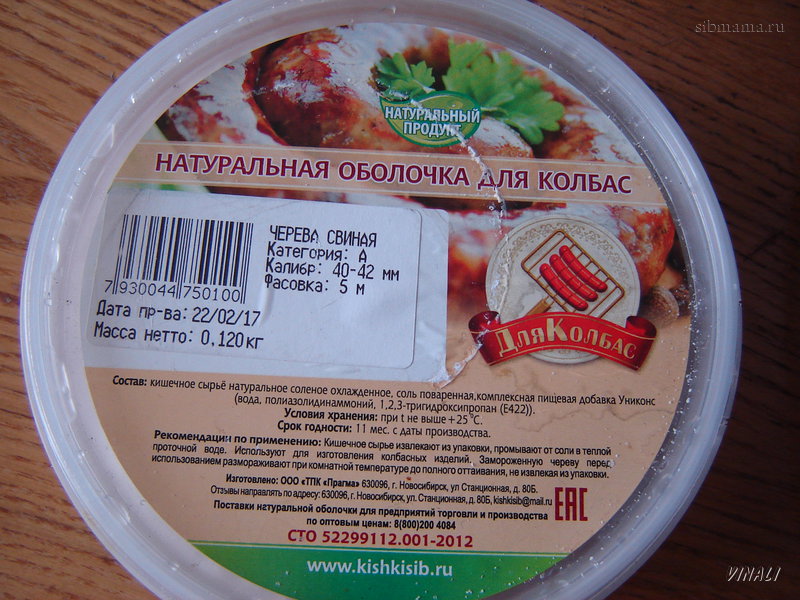 sibmama.ru
НАТУРАЛЬНЫЙ
ПРОДУКТ
НАТУРАЛЬНАЯ ОБОЛОЧКА ДЛЯ КОЛБАС
ЧЕРЕВА СВИНАЯ
Категория: А
Калибр: 40-42 мм
Фасовка: 5 м
7 930044 750100
Дата пр-ва: 22/02/17
Масса нетто: 0,120кг
ДляКолбас
Состав: кишечное сырьё натуральное соленое охлажденное, соль поваренная,комплексная пищевая добавка Униконс
(вода, полиазолидинаммоний, 1,2,3-тригидроксипропан (Е422)).
Условия хранения: при t не выше +25 °С.
Срок годности: 11 мес. с даты производства.
Рекомендации по применению: Кишечное сырье извлекают из упаковки, промывают от соли в теплой
проточной воде. Используют для изготовления колбасных изделий. Замороженную череву перед
использованием размораживают при комнатной температуре до полного оттаивания, не извлекая из упаковки.
Изготовлено: ООО «ТПК «Прагма» 630096, г. Новосибирск, ул Станционная, д. 80Б.
Отзывы направлять по адресу: 630096, г. Новосибирск, ул. Станционная, д. 80Б, kishkisib@mail.ru
EAC
Поставки натуральной оболочки для предприятий торговли и производства
по оптовым ценам: 8(800)200 4084
СТО 52299112.001-2012
www.kishkisib.ru
VINALI